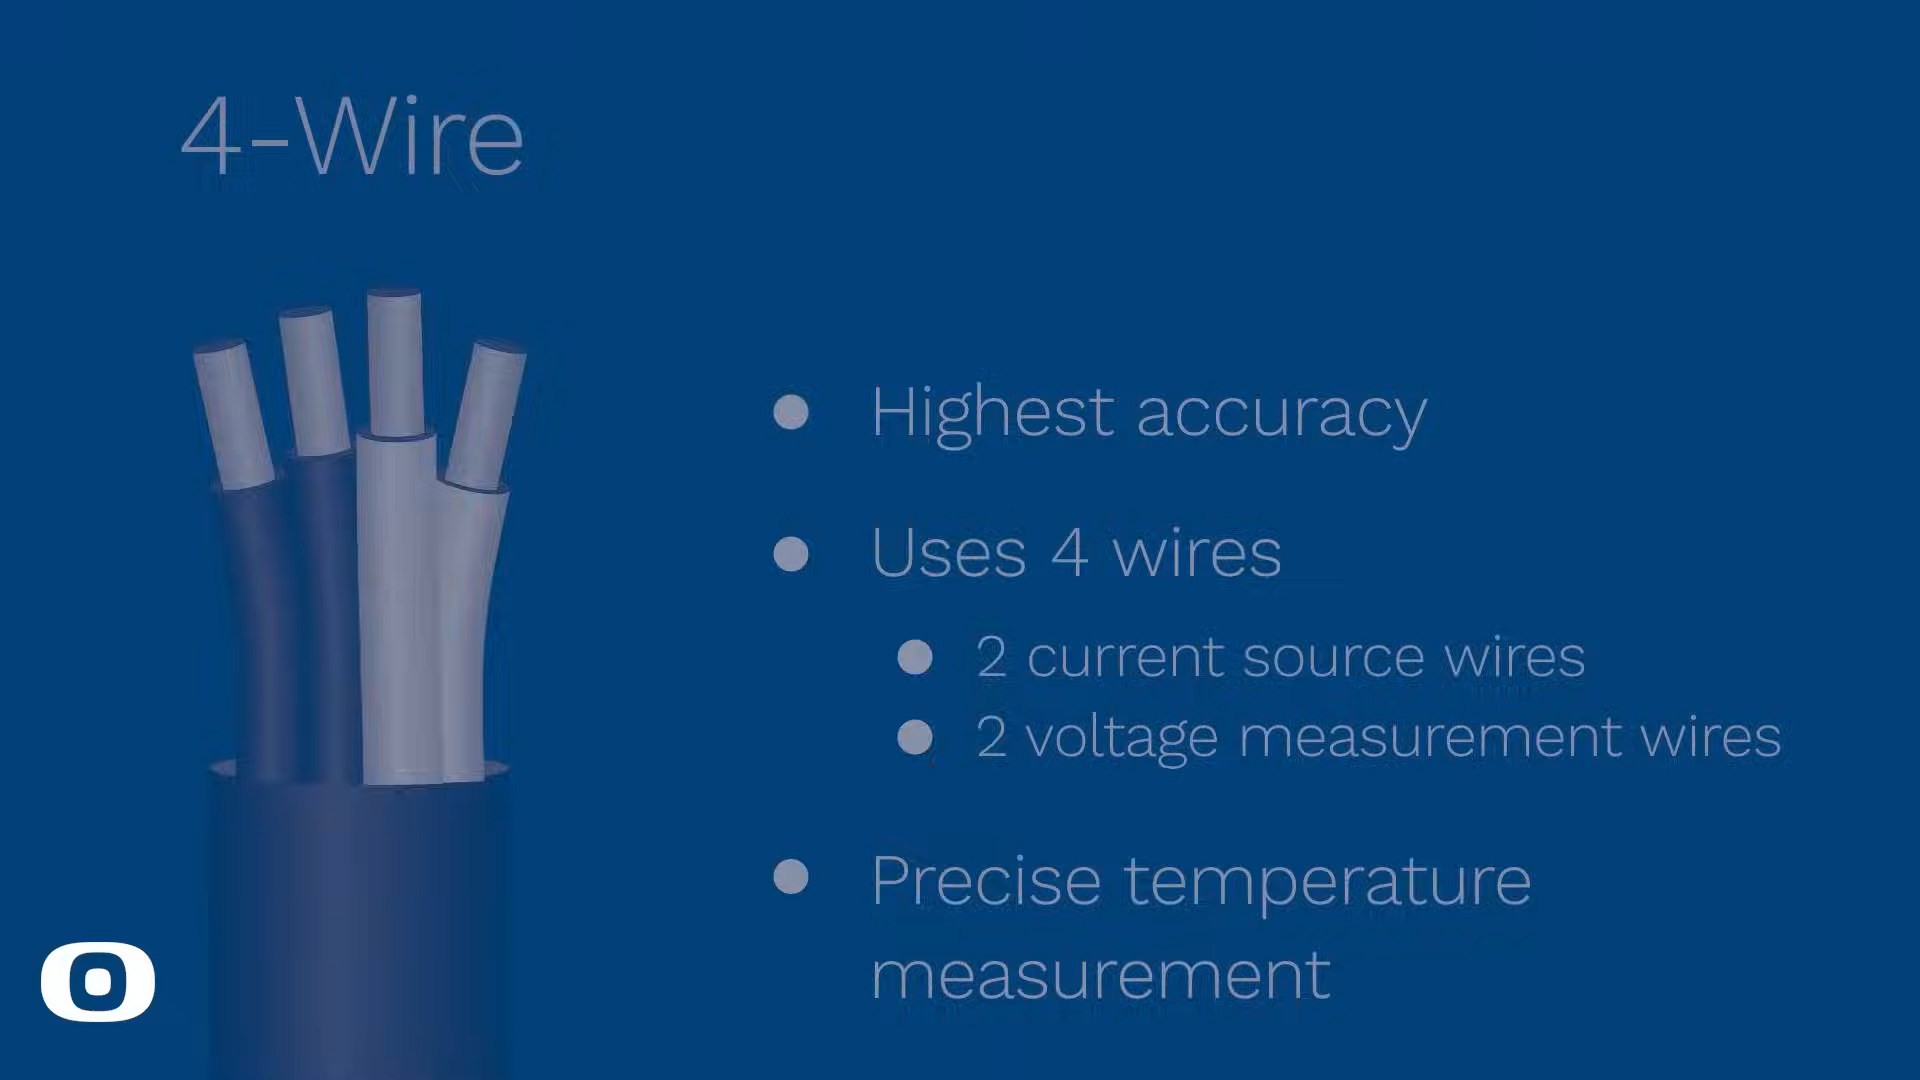 4-Wire
Highest accuracy
Uses 4 wires
2 current source wires
2 voltage measurement wires
Precise temperature
measurement